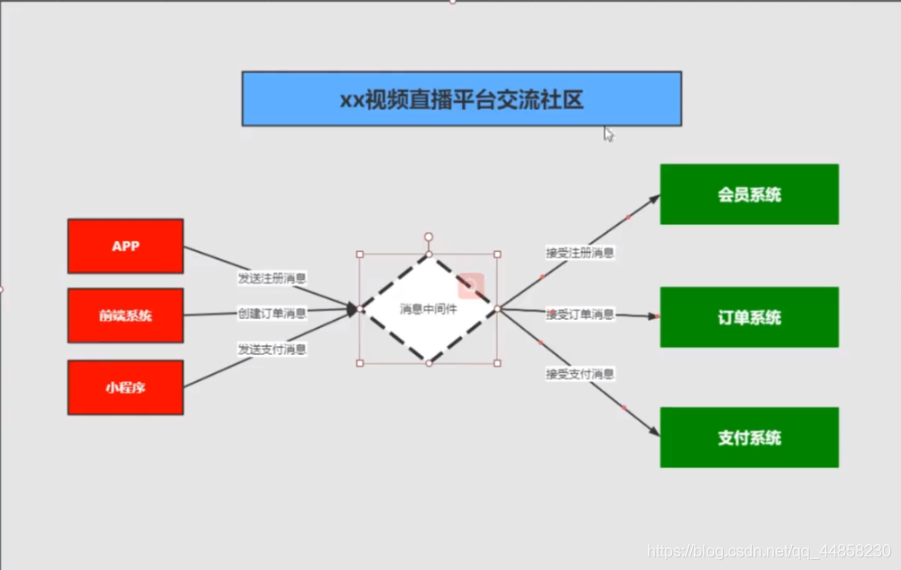 xx视频直播平台交流社区
会员系统
APP
接受注册消息
发送注册消息
前端系统
创建订单消息
消息中间件
接受订单消息
订单系统
发送支付消息
小程序
接受支付消息
支付系统
https://blog.csdn.net/qq_44858230